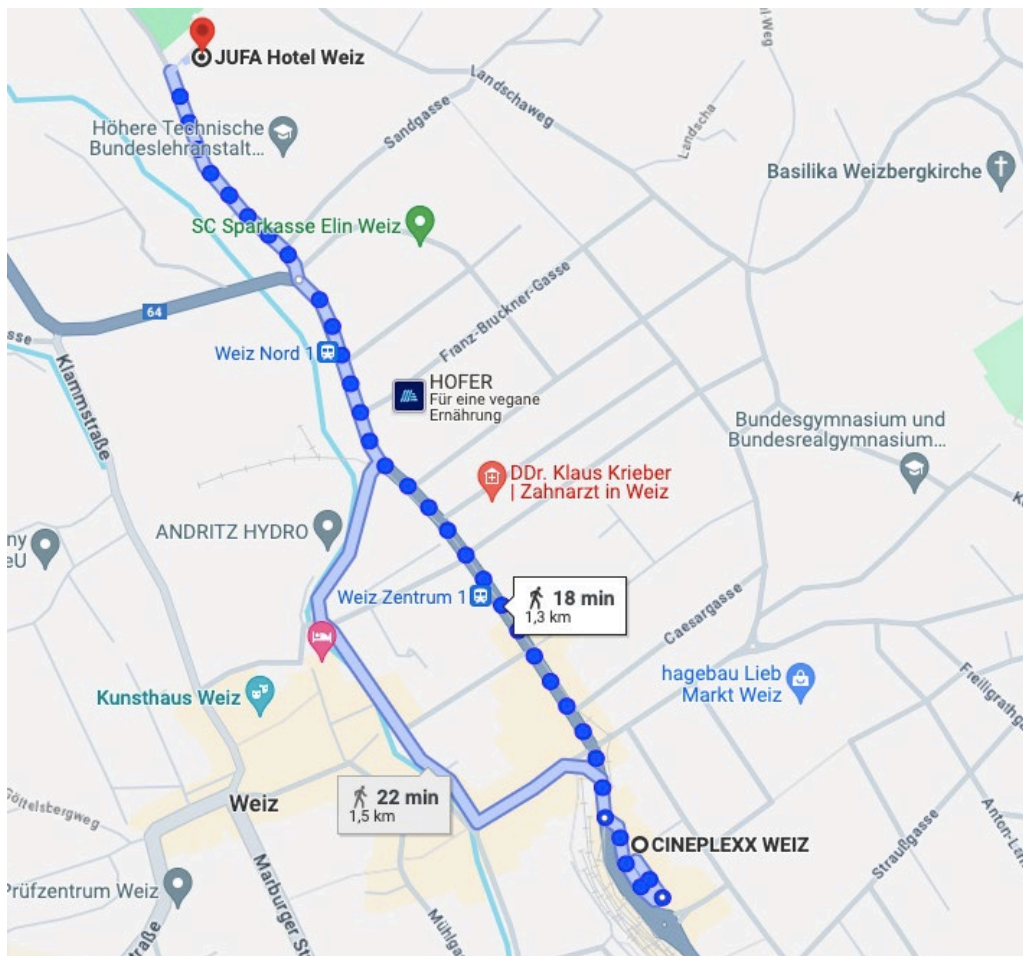 JUFA Hotel Weiz
Landschaweg
Sandgasse
Höhere Technische
Bundeslehranstalt...
Landscha
Basilika Weizbergkirche
SC Sparkasse Elin Weiz
64
Franz-Bruckner-Gasse
Weiz Nord 1
Klammstraße
HOFER
Für eine vegane
Ernährung
Bundesgymnasium und
Bundesrealgymnasium...
DDr. Klaus Krieber
| Zahnarzt in Weiz
ANDRITZ HYDRO
Weiz Zentrum 1
18 min
1,3 km
Caesargasse
hagebau Lieb
Markt Weiz
Kunsthaus Weiz
22 min
1,5 km
Weiz
Göttelsbergweg
CINEPLEXX WEIZ
Straußgasse
Prüfzentrum Weiz
Marburger St
Mühlga